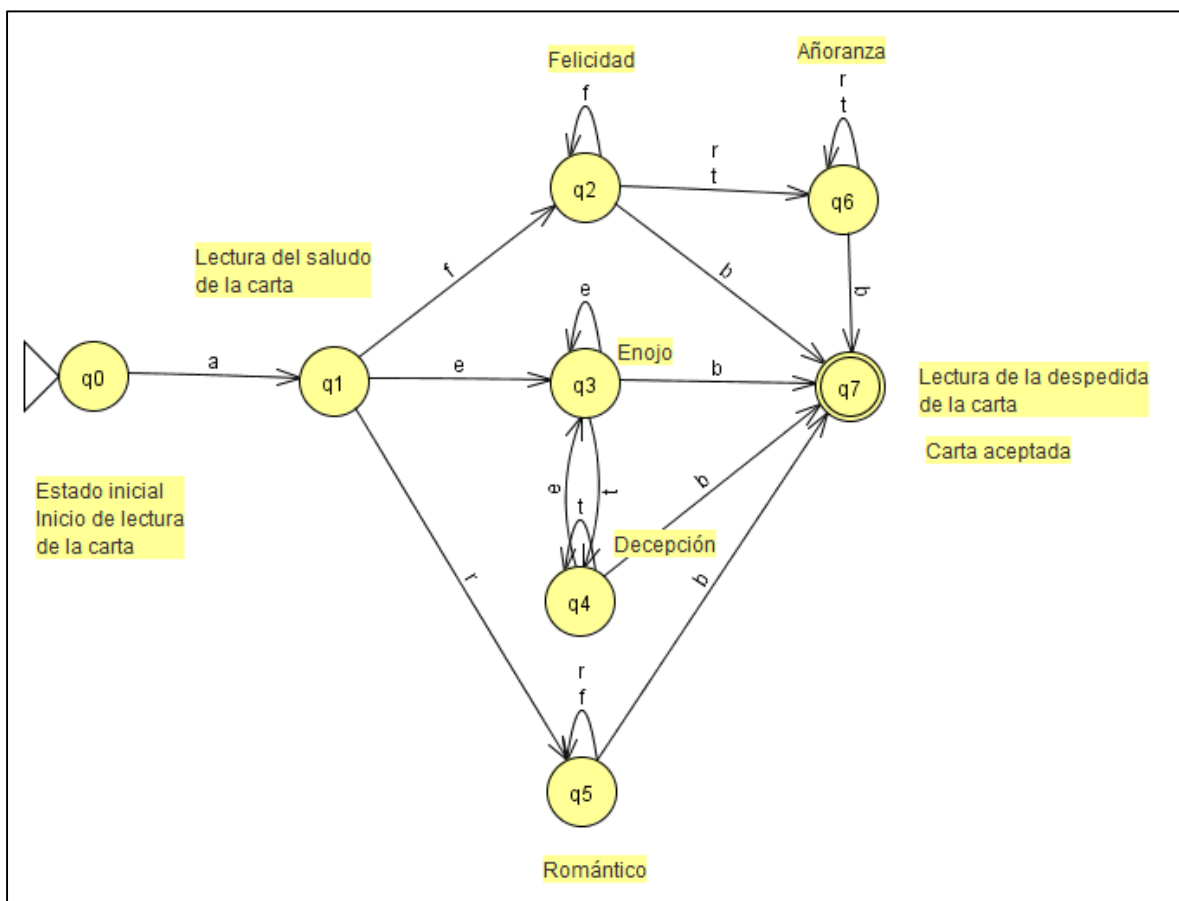 Felicidad
Añoranza
f
r
t
q2
r
t
q6
Lectura del saludo
de la carta
f
b
b
e
Enojo
q0
a
q1
e
q3
b
q7
Lectura de la despedida
de la carta
Carta aceptada
Estado inicial
Inicio de lectura
de la carta
e
t
t
b
Decepción
q4
r
b
r
f
q5
Romántico